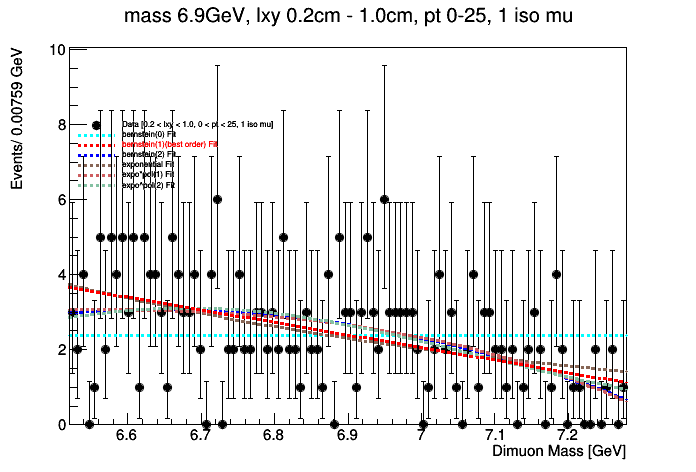 mass 6.9GeV, lxy 0.2cm - 1.0cm, pt 0-25, 1 iso mu
Events/ 0.00759 GeV
10
8
6
4
2
0
Data [0.2 < lxy < 1.0, 0 < pt < 25, 1 iso mu]
bernstein(0) Fit
bernstein(1)(best order) Fit
bernstein(2) Fit
exponential Fit
expo*pol(1) Fit
expo*pol(2) Fit
6.6 6.7 6.8 6.9 7 7.1 7.2
Dimuon Mass [GeV]